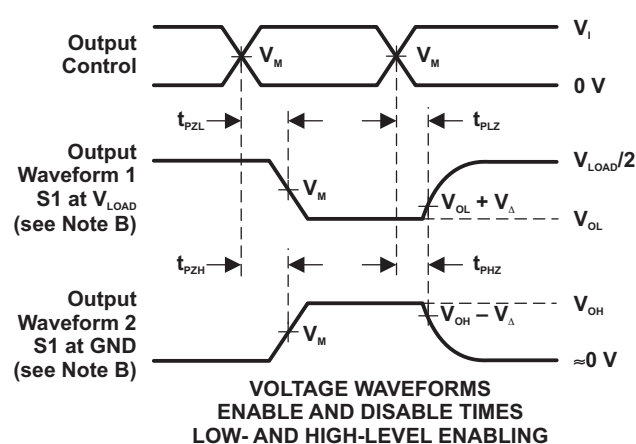 Output
Control
V_M
V_M
V_I
0 V
t_PZL
t_PLZ
Output
Waveform 1
S1 at V_LOAD
(see Note B)
V_M
V_LOAD/2
V_OL + V_Δ
V_OL
t_PZH
t_PHZ
Output
Waveform 2
S1 at GND
(see Note B)
V_M
V_OH
V_OH – V_Δ
≈0 V
VOLTAGE WAVEFORMS
ENABLE AND DISABLE TIMES
LOW- AND HIGH-LEVEL ENABLING